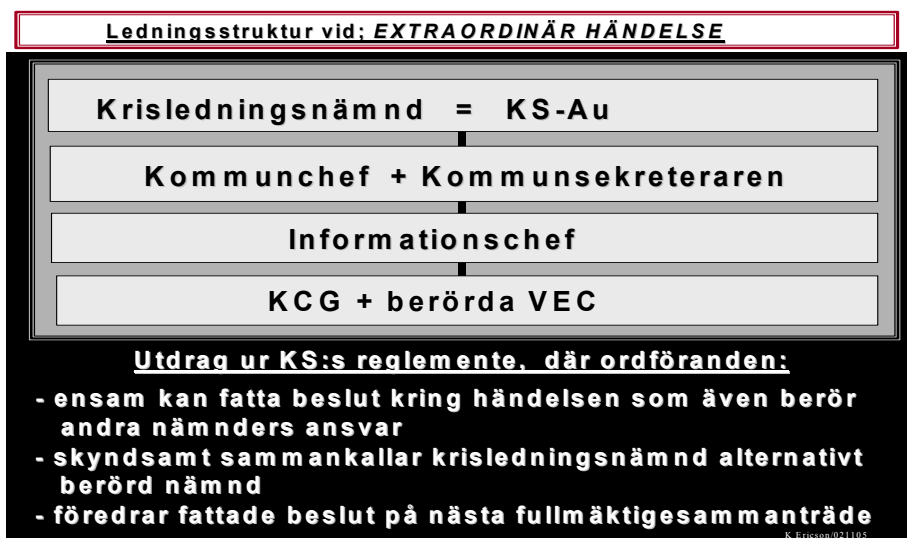 Ledningsstruktur vid; EXTRAORDINÄR HÄNDELSE
Krisledningsnämnd = KS-Au
Kommunchef + Kommunsekreteraren
Informationschef
KCG + berörda VEC
Utdrag ur KS:s reglemente, där ordföranden:
- ensam kan fatta beslut kring händelsen som även berör
andra nämnders ansvar
- skyndsamt sammankallar krisledningsnämnd alternativt
berörd nämnd
- föredrar fattade beslut på nästa fullmäktigesammanträde
K Ericson/021105